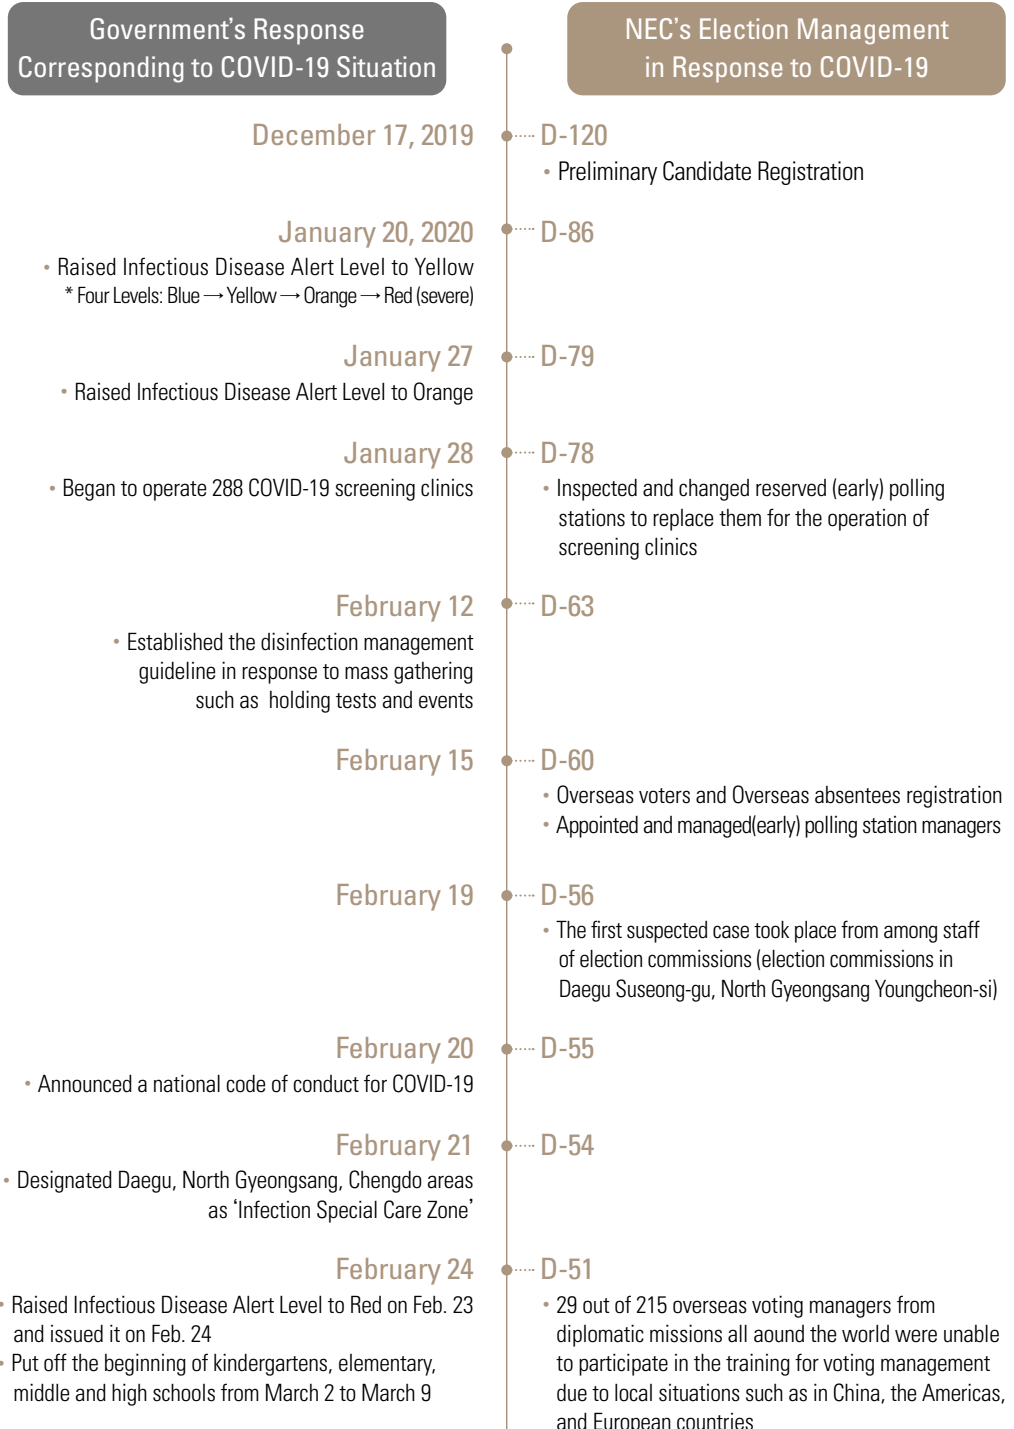 Government's Response
Corresponding to COVID-19 Situation
NEC's Election Management
in Response to COVID-19
December 17, 2019
D-120
• Preliminary Candidate Registration
January 20, 2020
D-86
• Raised Infectious Disease Alert Level to Yellow
* Four Levels: Blue → Yellow → Orange → Red (severe)
January 27
D-79
• Raised Infectious Disease Alert Level to Orange
January 28
D-78
• Began to operate 288 COVID-19 screening clinics
• Inspected and changed reserved (early) polling
stations to replace them for the operation of
screening clinics
February 12
D-63
• Established the disinfection management
guideline in response to mass gathering
such as holding tests and events
February 15
D-60
• Overseas voters and Overseas absentees registration
• Appointed and managed(early) polling station managers
February 19
D-56
• The first suspected case took place from among staff
of election commissions (election commissions in
Daegu Suseong-gu, North Gyeongsang Youngcheon-si)
February 20
D-55
• Announced a national code of conduct for COVID-19
February 21
D-54
• Designated Daegu, North Gyeongsang, Chengdo areas
as 'Infection Special Care Zone'
February 24
D-51
• Raised Infectious Disease Alert Level to Red on Feb. 23
and issued it on Feb. 24
• Put off the beginning of kindergartens, elementary,
middle and high schools from March 2 to March 9
• 29 out of 215 overseas voting managers from
diplomatic missions all aound the world were unable
to participate in the training for voting management
due to local situations such as in China, the Americas,
and European countries